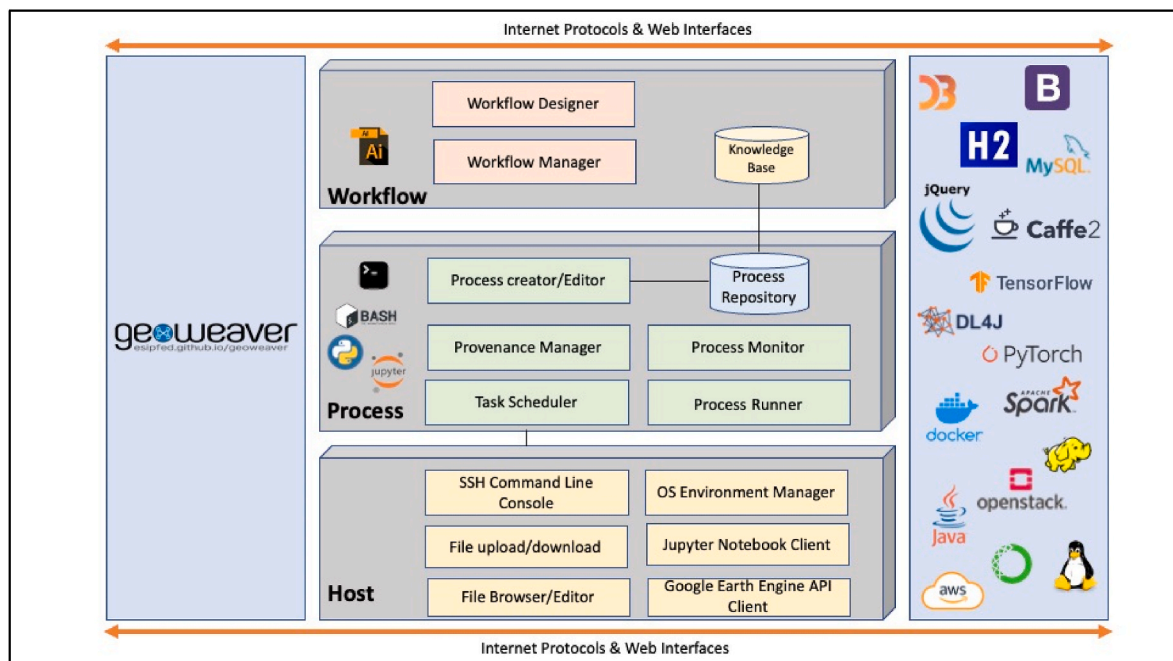 Internet Protocols & Web Interfaces
geoweaver
esipfed.github.io/geoweaver
Workflow Designer
Workflow Manager
Knowledge
Base
Ai
Ai
Workflow
Process creator/Editor
Process
Repository
BASH
Provenance Manager
Process Monitor
jupyter
Task Scheduler
Process Runner
Process
SSH Command Line
Console
OS Environment Manager
File upload/download
Jupyter Notebook Client
File Browser/Editor
Google Earth Engine API
Client
Host
D3
B
H2
MySQL
jQuery
Caffe2
TensorFlow
DL4J
PyTorch
APACHE
Spark
docker
openstack.
Java
aws
Internet Protocols & Web Interfaces